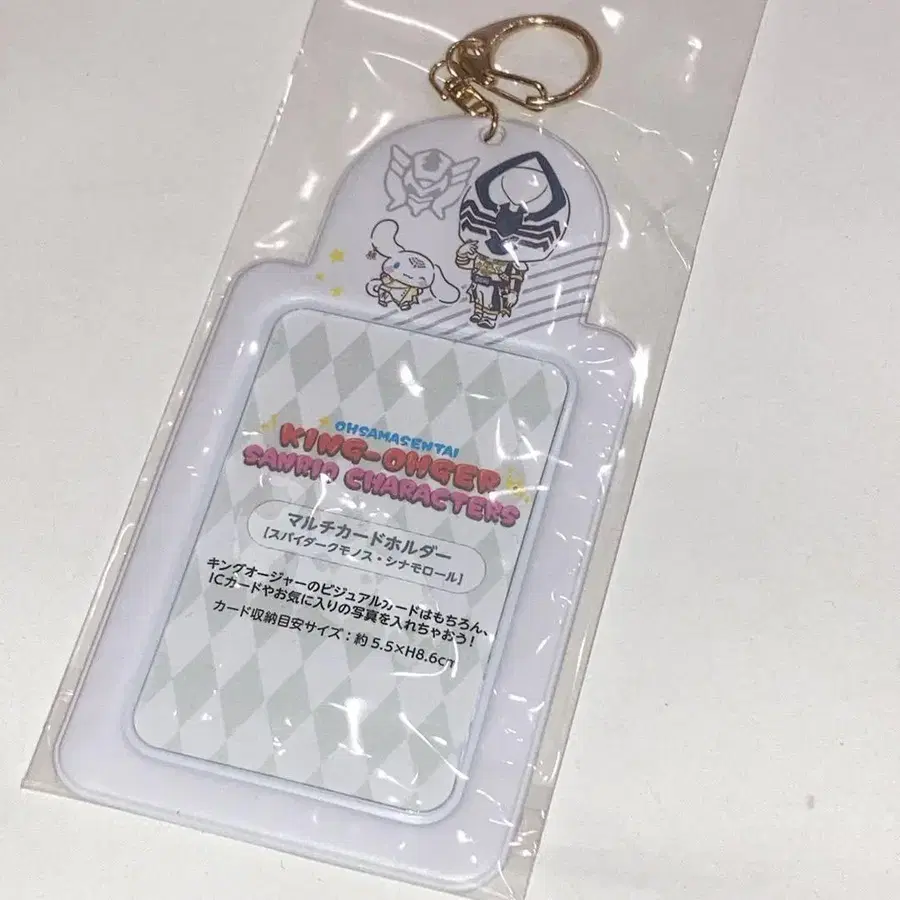 OHSAMASENTAI
KING-OHGER
SANRIO CHARACTERS
マルチカードホルダー
[スパイダークモノス・シナモロール]
キングオージャーのビジュアルカードはもちろん、
ICカードやお気に入りの写真を入れちゃおう!
カード収納目安サイズ:約5.5×H8.6cm